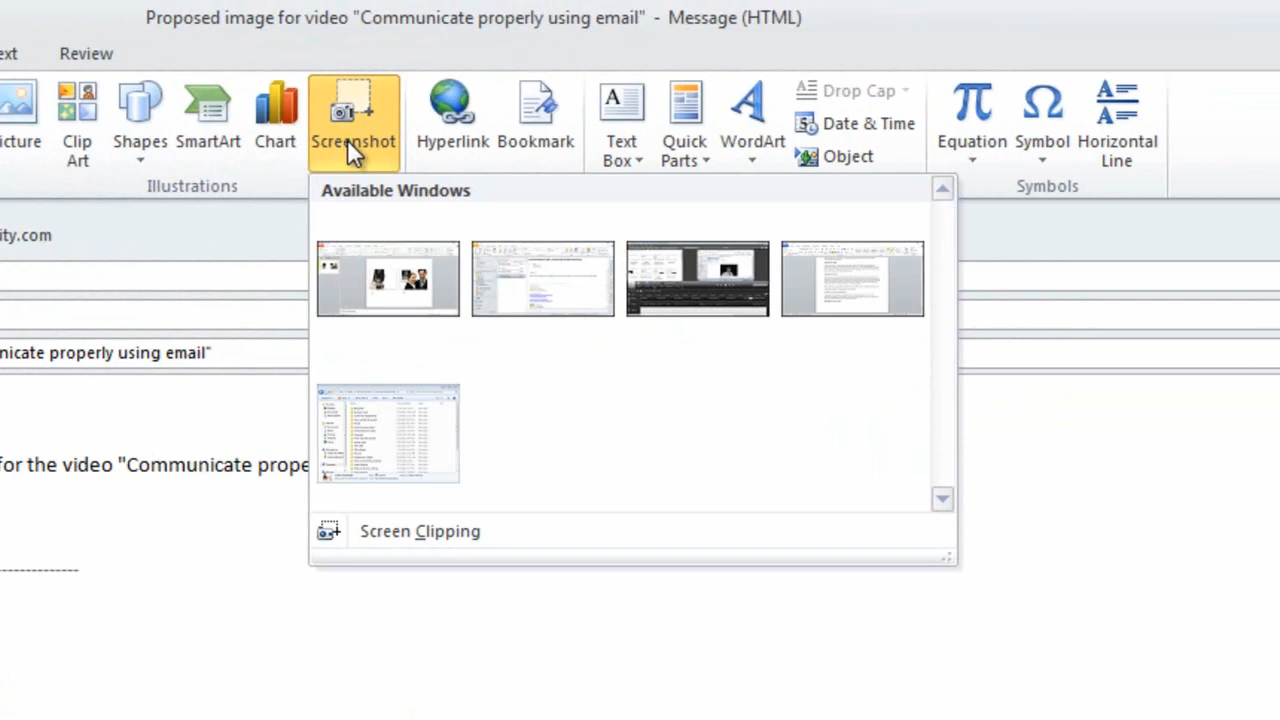 Proposed image for video "Communicate properly using email" - Message (HTML)
ext Review
icture
Clip Art
Shapes
SmartArt
Chart
Screenshot
Hyperlink
Bookmark
Text Box
Quick Parts
WordArt
Drop Cap
Date & Time
Object
Equation
Symbol
Horizontal Line
Illustrations
Symbols
Available Windows
ity.com
nicate properly using email"
for the video "Communicate prope
Screen Clipping
--------------